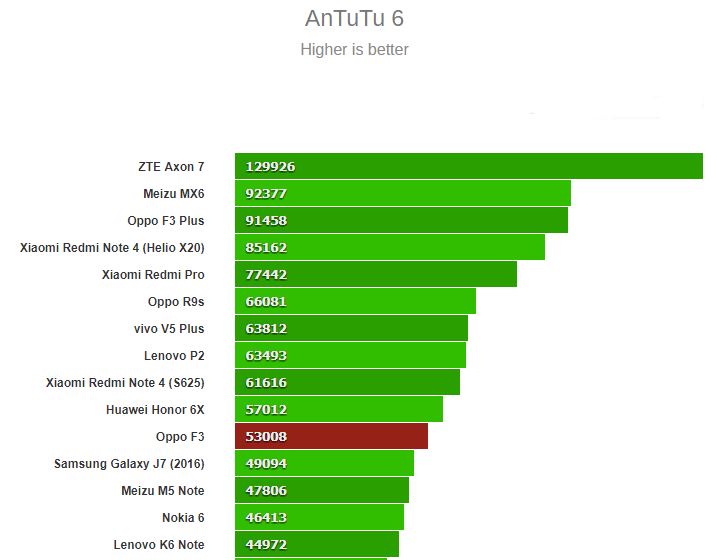 AnTuTu 6
Higher is better
ZTE Axon 7 129926
Meizu MX6 92377
Oppo F3 Plus 91458
Xiaomi Redmi Note 4 (Helio X20) 85162
Xiaomi Redmi Pro 77442
Oppo R9s 66081
vivo V5 Plus 63812
Lenovo P2 63493
Xiaomi Redmi Note 4 (S625) 61616
Huawei Honor 6X 57012
Oppo F3 53008
Samsung Galaxy J7 (2016) 49094
Meizu M5 Note 47806
Nokia 6 46413
Lenovo K6 Note 44972